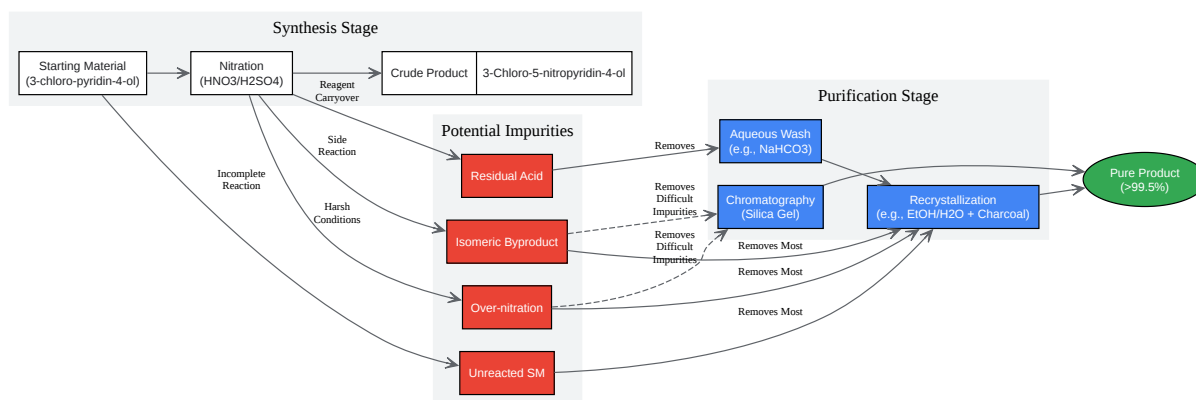 Synthesis Stage
Starting Material
(3-chloro-pyridin-4-ol)
Nitration
(HNO3/H2SO4)
Crude Product
3-Chloro-5-nitropyridin-4-ol
Reagent
Carryover
Side
Reaction
Incomplete
Reaction
Harsh
Conditions
Potential Impurities
Residual Acid
Isomeric Byproduct
Over-nitration
Unreacted SM
Removes
Removes
Difficult
Impurities
Removes
Difficult
Impurities
Removes Most
Removes Most
Removes Most
Purification Stage
Aqueous Wash
(e.g., NaHCO3)
Chromatography
(Silica Gel)
Recrystallization
(e.g., EtOH/H2O + Charcoal)
Pure Product
(>99.5%)